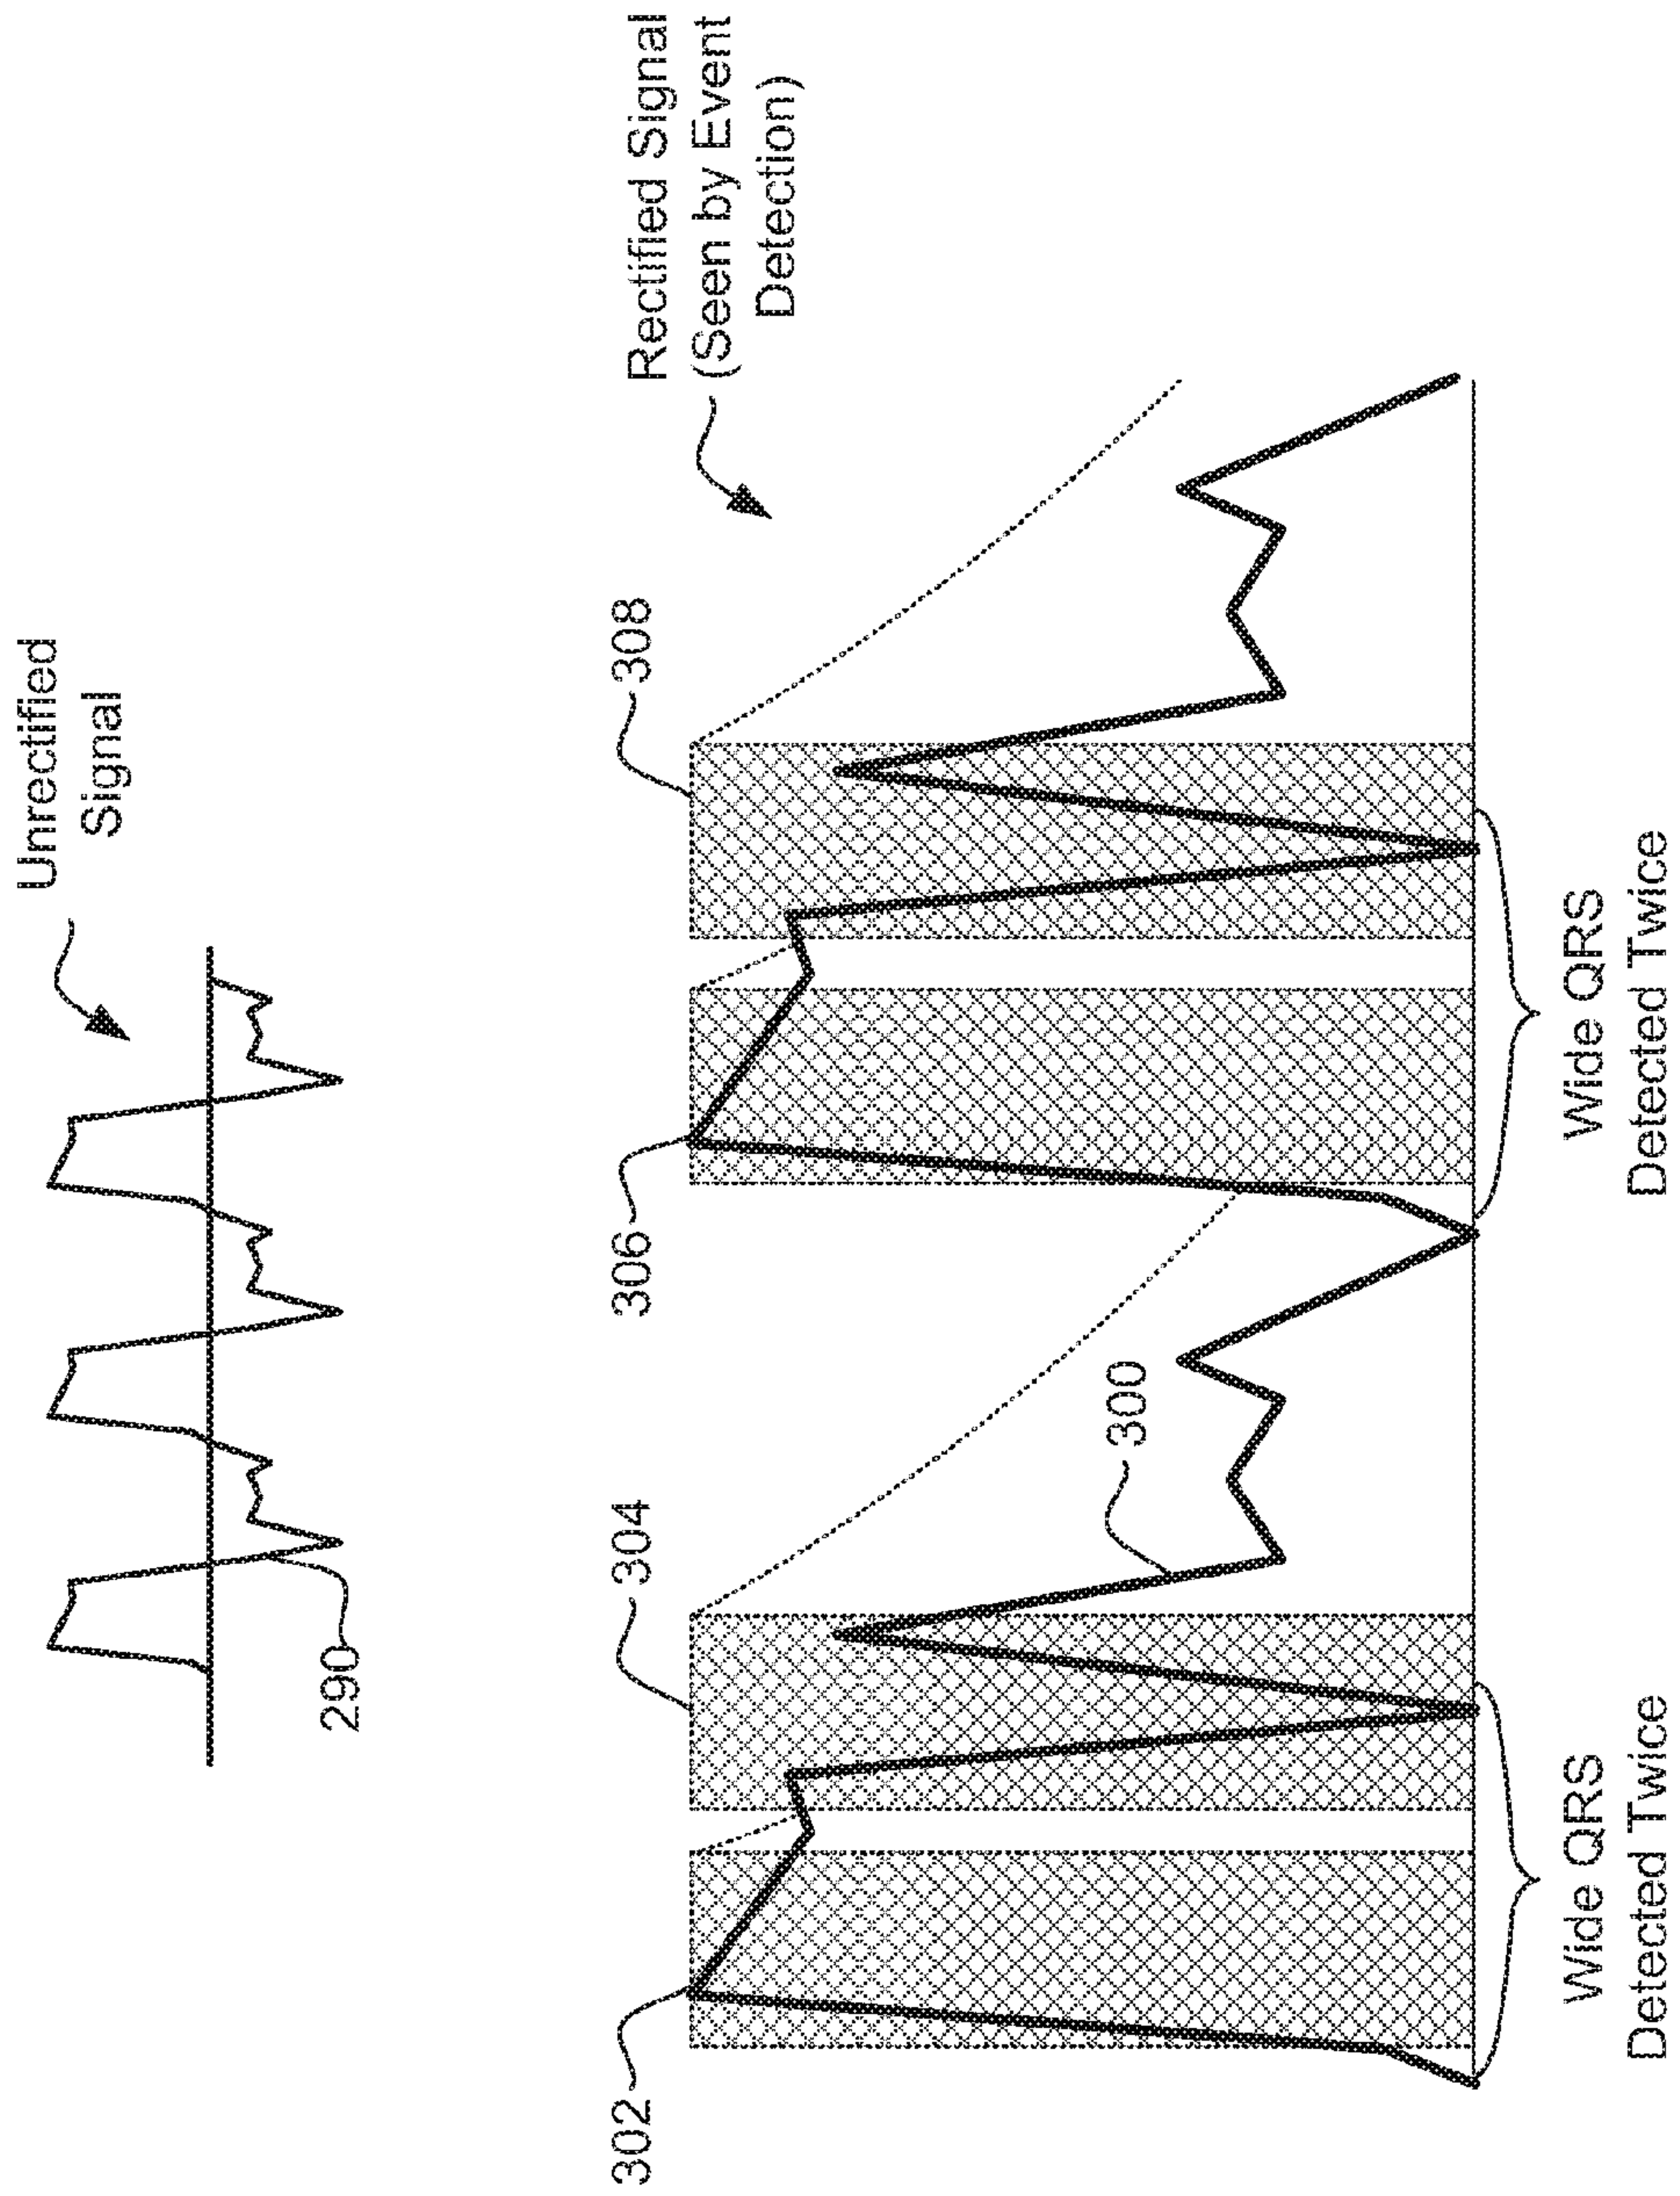 Unrectified
Signal
290
Rectified Signal
(Seen by Event
Detection)
302
304
306
308
300
Wide QRS
Detected Twice
Wide QRS
Detected Twice